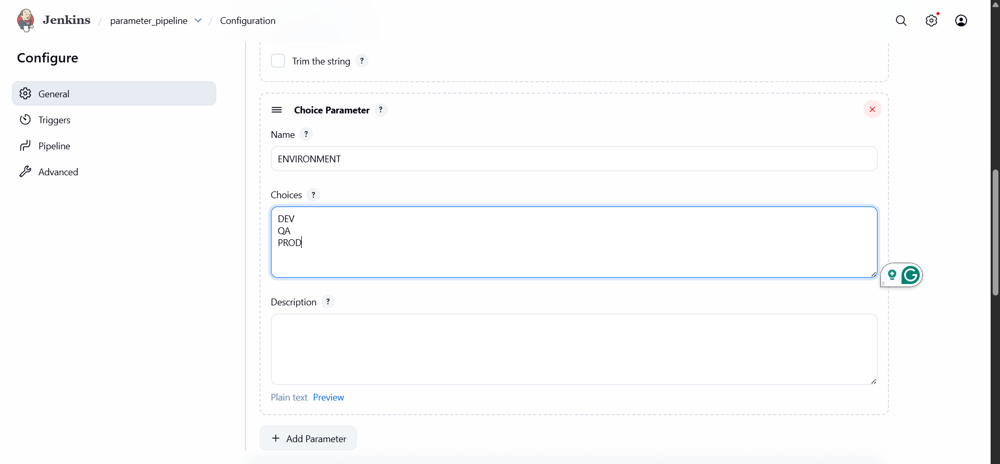 Jenkins / parameter_pipeline / Configuration
Configure
General
Triggers
Pipeline
Advanced
Trim the string ?
Choice Parameter ?
Name ?
ENVIRONMENT
Choices ?
DEV
QA
PROD
Description ?
Plain text Preview
+ Add Parameter